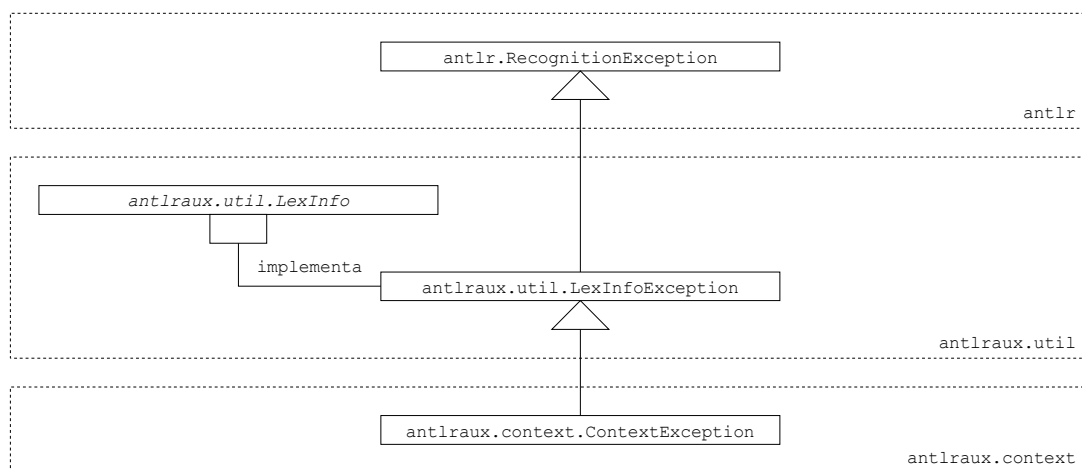 antlr.RecognitionException
antlr
antlraux.util.LexInfo
implementa
antlraux.util.LexInfoException
antlraux.util
antlraux.context.ContextException
antlraux.context